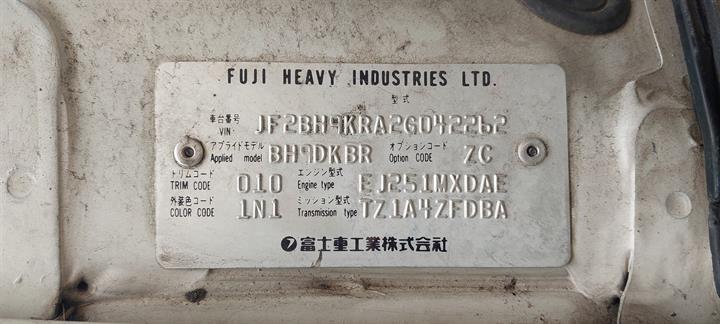 FUJI HEAVY INDUSTRIES LTD.
型式
車台番号 VIN JF2BH9KRA2G042262
アプライドモデル Applied model BH9DKBR オプションコード Option CODE ZC
トリムコード TRIM CODE 010 エンジン型式 Engine type EJ251MXDAE
外装色コード COLOR CODE 1N1 ミッション型式 Transmission type TZ1A4ZFDBA
富士重工業株式会社